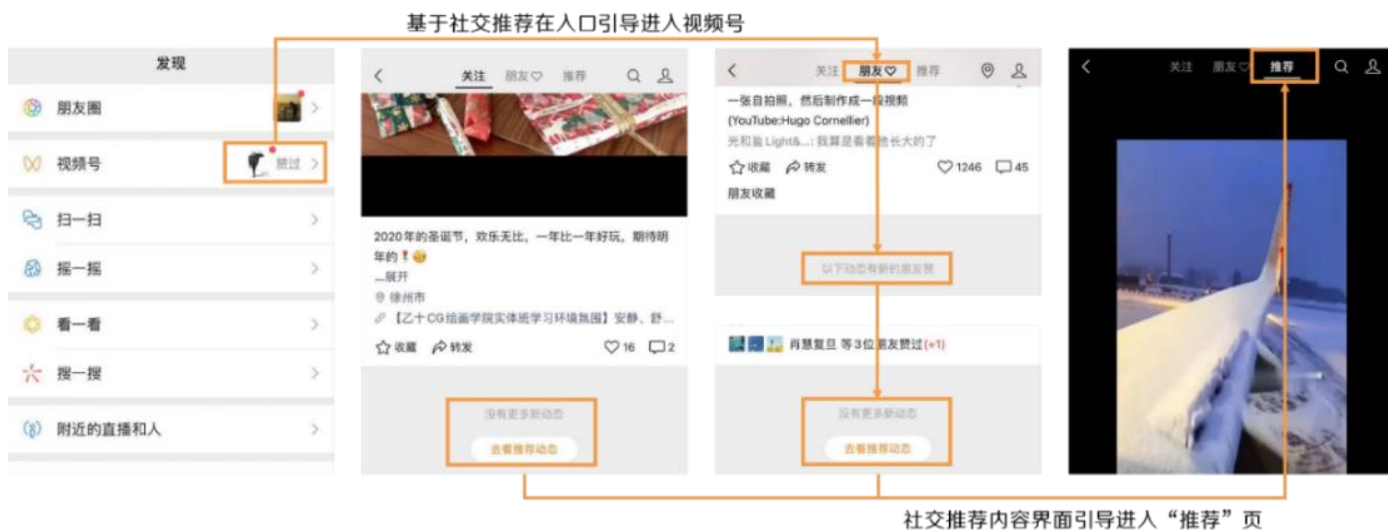 基于社交推荐在入口引导进入视频号
发现
朋友圈
视频号
赞过
扫一扫
摇一摇
看一看
搜一搜
附近的直播和人
关注 朋友♡ 推荐
2020年的圣诞节，欢乐无比，一年比一年好玩，期待明
年的
...展开
徐州市
【乙十CG绘画学院实体班学习环境氛围】安静、舒...
收藏 转发 16 2
没有更多新动态
去看推荐动态
关注 朋友♡ 推荐
一张自拍照，然后制作成一段视频
(YouTube:Hugo Cornellier)
光和盐Light&...: 我算是看着他长大的了
收藏 转发 1246 45
朋友收藏
以下动态有新的朋友赞
肖慧复旦 等3位朋友赞过(+1)
没有更多新动态
去看推荐动态
关注 朋友♡ 推荐
社交推荐内容界面引导进入“推荐”页